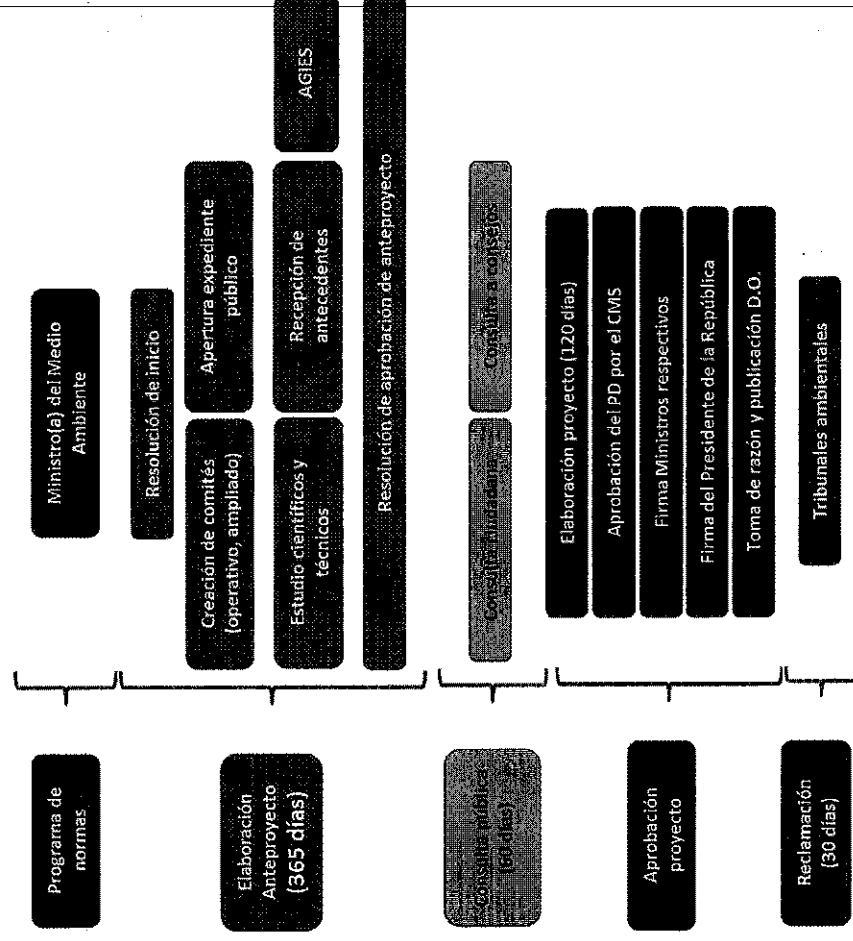 Programa de
normas
Ministro(a) del Medio
Ambiente
Elaboración
Anteproyecto
(365 días)
Resolución de inicio
Creación de comités
(operativo, ampliado)
Apertura expediente
público
Estudio científicos y
técnicos
Recepción de
antecedentes
AGIES
Resolución de aprobación de anteproyecto
Consulta pública
(60 días)
Consulta ciudadana
Consulta a consejos
Aprobación
proyecto
Elaboración proyecto (120 días)
Aprobación del PD por el CMS
Firma Ministros respectivos
Firma del Presidente de la República
Toma de razón y publicación D.O.
Reclamación
(30 días)
Tribunales ambientales